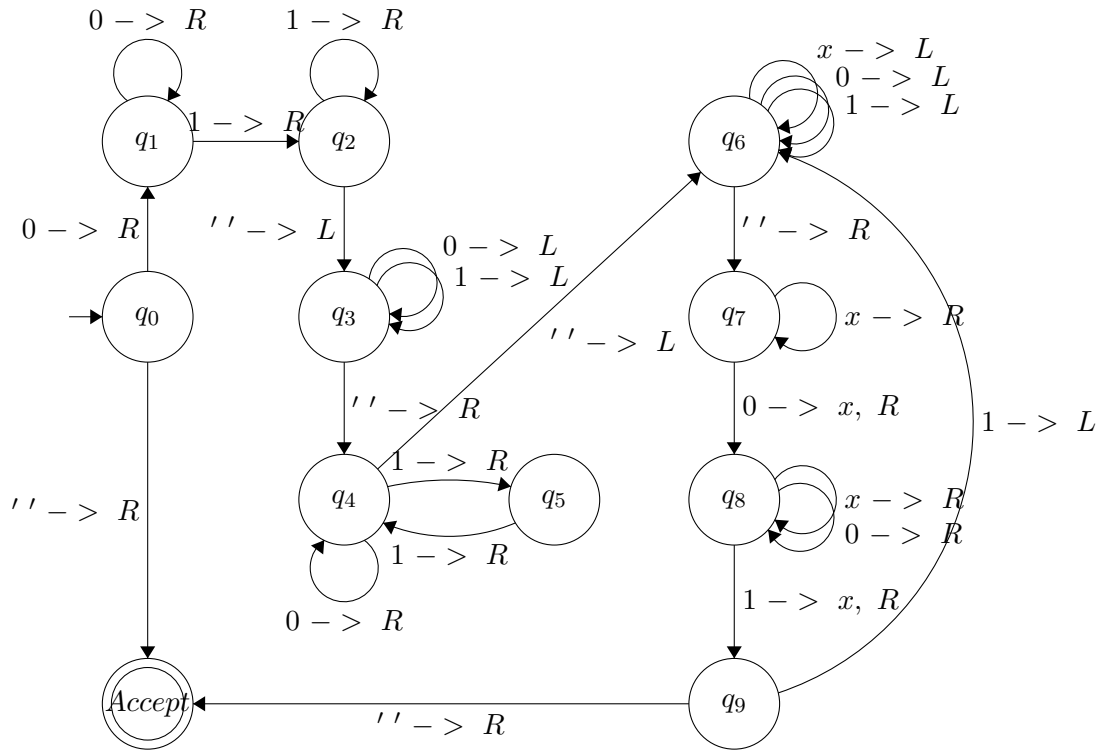 0 −> R
1 −> R
x −> L
0 −> L
1 −> L
q1
1 −> R
q2
q6
0 −> R
′ ′ −> L
′ ′ −> R
0 −> L
1 −> L
q0
q3
q7
x −> R
′ ′ −> L
′ ′ −> R
0 −> x, R
1 −> L
1 −> R
q4
q5
q8
x −> R
′ ′ −> R
0 −> R
1 −> R
0 −> R
1 −> x, R
Accept
q9
′ ′ −> R